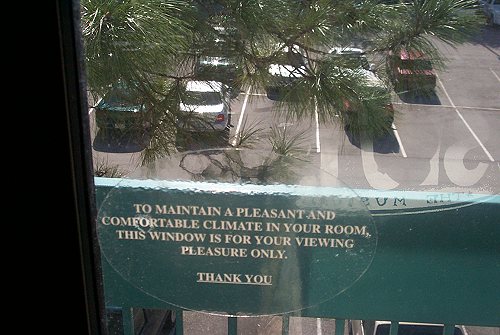 TO MAINTAIN A PLEASANT AND
COMFORTABLE CLIMATE IN YOUR ROOM,
THIS WINDOW IS FOR YOUR VIEWING
PLEASURE ONLY.
THANK YOU